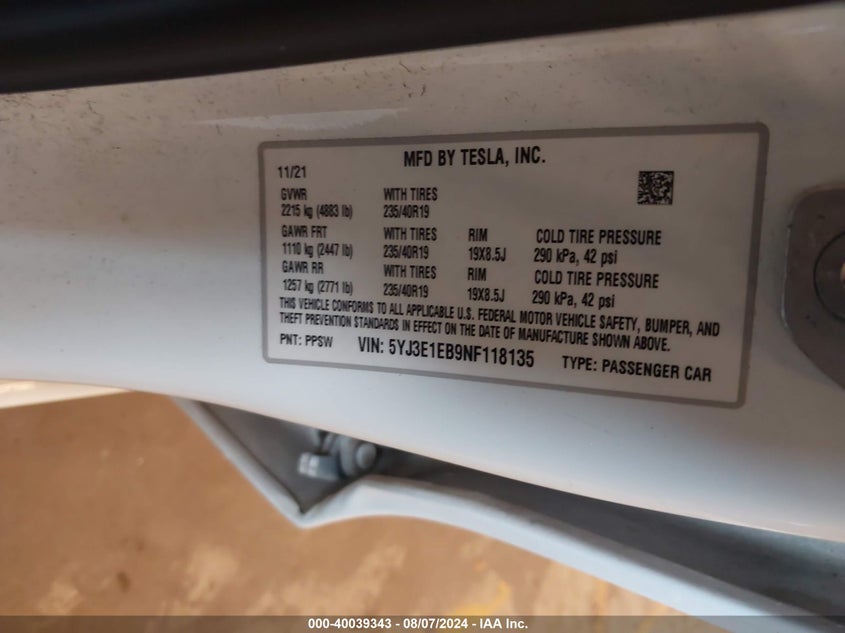 MFD BY TESLA, INC.
11/21
GVWR WITH TIRES
2215 kg (4883 lb) 235/40R19
GAWR FRT WITH TIRES RIM COLD TIRE PRESSURE
1110 kg (2447 lb) 235/40R19 19X8.5J 290 kPa, 42 psi
GAWR RR WITH TIRES RIM COLD TIRE PRESSURE
1257 kg (2771 lb) 235/40R19 19X8.5J 290 kPa, 42 psi
THIS VEHICLE CONFORMS TO ALL APPLICABLE U.S. FEDERAL MOTOR VEHICLE SAFETY, BUMPER, AND
THEFT PREVENTION STANDARDS IN EFFECT ON THE DATE OF MANUFACTURE SHOWN ABOVE.
PNT: PPSW VIN: 5YJ3E1EB9NF118135 TYPE: PASSENGER CAR
000-40039343 - 08/07/2024 - IAA Inc.